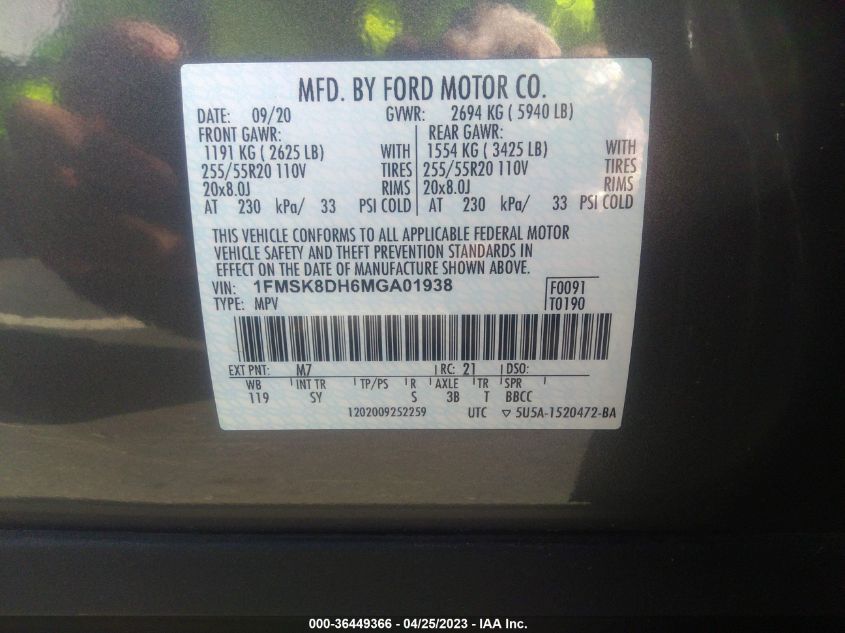 MFD. BY FORD MOTOR CO.
DATE: 09/20 GVWR: 2694 KG ( 5940 LB)
FRONT GAWR: REAR GAWR:
1191 KG ( 2625 LB) WITH 1554 KG ( 3425 LB) WITH
255/55R20 110V TIRES 255/55R20 110V TIRES
20x8.0J RIMS 20x8.0J RIMS
AT 230 kPa/ 33 PSI COLD AT 230 kPa/ 33 PSI COLD
THIS VEHICLE CONFORMS TO ALL APPLICABLE FEDERAL MOTOR
VEHICLE SAFETY AND THEFT PREVENTION STANDARDS IN
EFFECT ON THE DATE OF MANUFACTURE SHOWN ABOVE.
VIN: 1FMSK8DH6MGA01938 F0091
TYPE: MPV T0190
EXT PNT: M7 RC: 21 DSO:
WB INT TR TP/PS R AXLE TR SPR
119 SY S 3B T BBCC
1202009252259 UTC ▽ 5U5A-1520472-BA
000-36449366 - 04/25/2023 - IAA Inc.